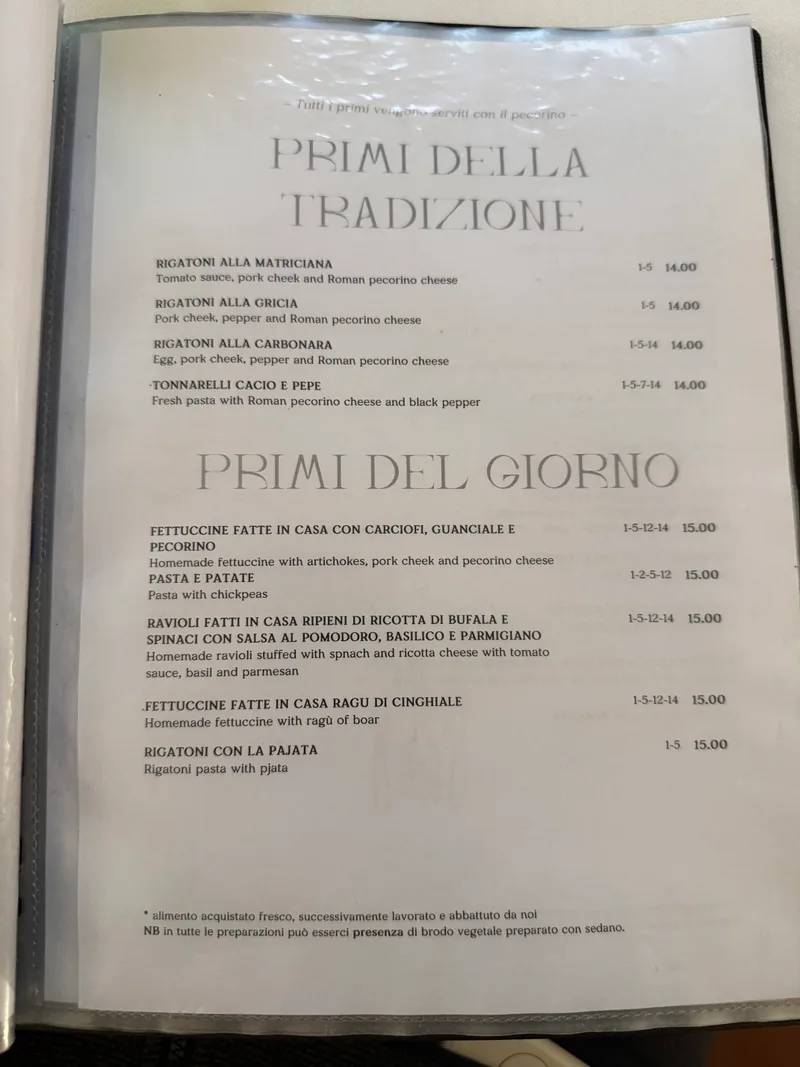 ~ Tutti i primi vengono serviti con il pecorino ~
PRIMI DELLA
TRADIZIONE
RIGATONI ALLA MATRICIANA 1-5 14.00
Tomato sauce, pork cheek and Roman pecorino cheese
RIGATONI ALLA GRICIA 1-5 14.00
Pork cheek, pepper and Roman pecorino cheese
RIGATONI ALLA CARBONARA 1-5-14 14.00
Egg, pork cheek, pepper and Roman pecorino cheese
·TONNARELLI CACIO E PEPE 1-5-7-14 14.00
Fresh pasta with Roman pecorino cheese and black pepper
PRIMI DEL GIORNO
FETTUCCINE FATTE IN CASA CON CARCIOFI, GUANCIALE E 1-5-12-14 15.00
PECORINO
Homemade fettuccine with artichokes, pork cheek and pecorino cheese
PASTA E PATATE 1-2-5-12 15.00
Pasta with chickpeas
RAVIOLI FATTI IN CASA RIPIENI DI RICOTTA DI BUFALA E 1-5-12-14 15.00
SPINACI CON SALSA AL POMODORO, BASILICO E PARMIGIANO
Homemade ravioli stuffed with spnach and ricotta cheese with tomato
sauce, basil and parmesan
.FETTUCCINE FATTE IN CASA RAGU DI CINGHIALE 1-5-12-14 15.00
Homemade fettuccine with ragù of boar
RIGATONI CON LA PAJATA 1-5 15.00
Rigatoni pasta with pjata
* alimento acquistato fresco, successivamente lavorato e abbattuto da noi
NB in tutte le preparazioni può esserci presenza di brodo vegetale preparato con sedano.